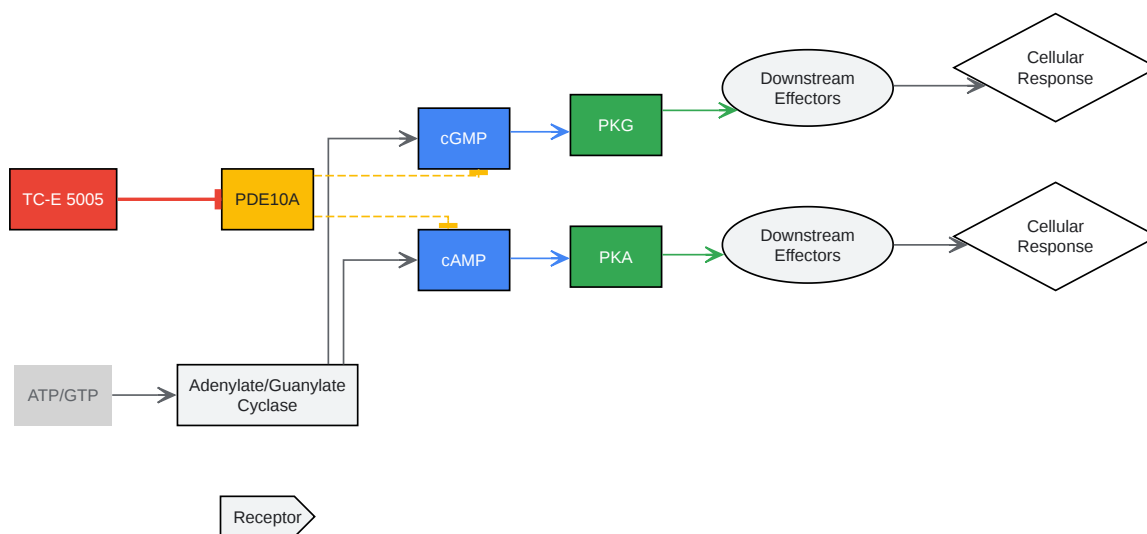 Cellular
Response
Downstream
Effectors
PKG
cGMP
TC-E 5005
PDE10A
Cellular
Response
Downstream
Effectors
PKA
cAMP
ATP/GTP
Adenylate/Guanylate
Cyclase
Receptor